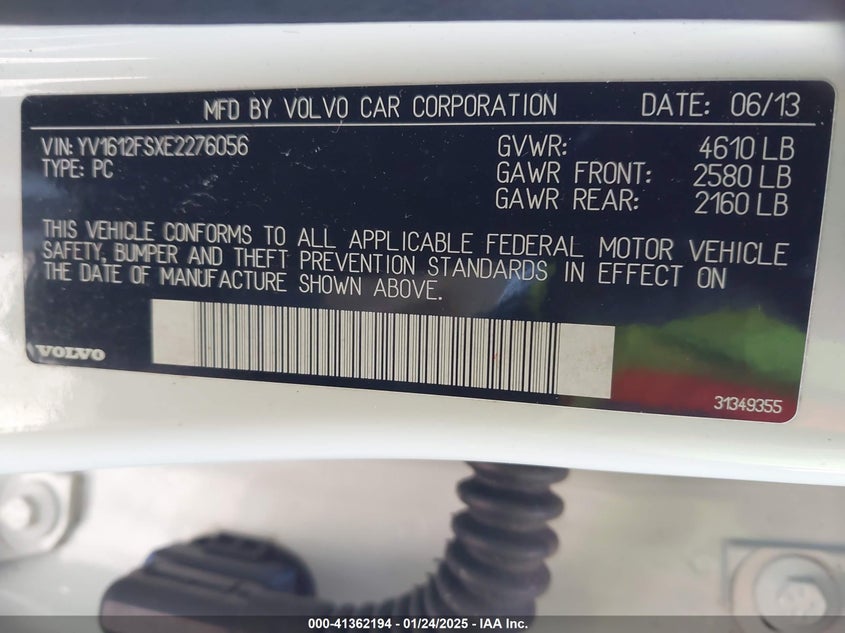 MFD BY VOLVO CAR CORPORATION DATE: 06/13
VIN: YV1612FSXE2276056 GVWR: 4610 LB
TYPE: PC GAWR FRONT: 2580 LB
GAWR REAR: 2160 LB
THIS VEHICLE CONFORMS TO ALL APPLICABLE FEDERAL MOTOR VEHICLE
SAFETY, BUMPER AND THEFT PREVENTION STANDARDS IN EFFECT ON
THE DATE OF MANUFACTURE SHOWN ABOVE.
VOLVO
31349355
000-41362194 - 01/24/2025 - IAA Inc.